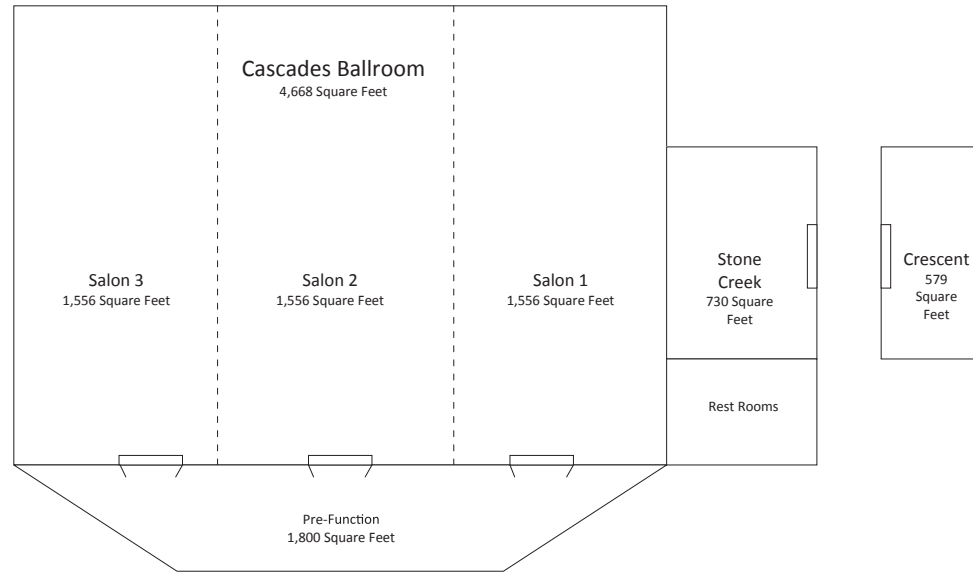 Cascades Ballroom
4,668 Square Feet
Salon 3
1,556 Square Feet
Salon 2
1,556 Square Feet
Salon 1
1,556 Square Feet
Stone
Creek
730 Square
Feet
Crescent
579
Square
Feet
Rest Rooms
Pre-Function
1,800 Square Feet